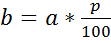 b = a * p/100